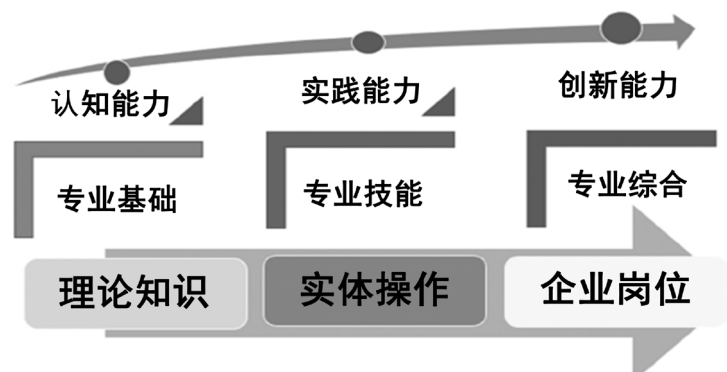 认知能力
实践能力
创新能力
专业基础
专业技能
专业综合
理论知识
实体操作
企业岗位